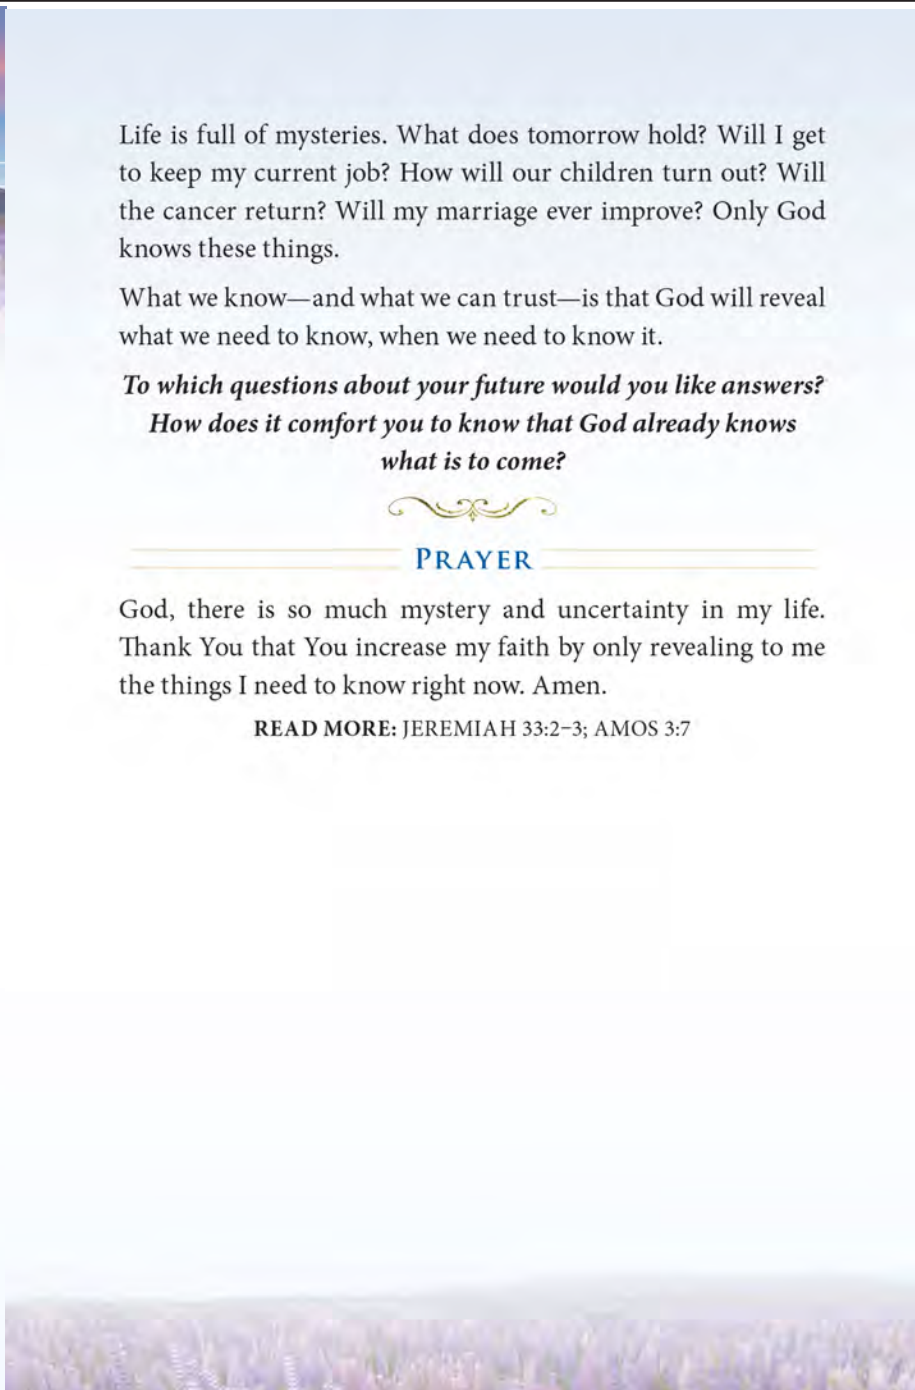 Life is full of mysteries. What does tomorrow hold? Will I get
to keep my current job? How will our children turn out? Will
the cancer return? Will my marriage ever improve? Only God
knows these things.
What we know—and what we can trust—is that God will reveal
what we need to know, when we need to know it.
To which questions about your future would you like answers?
How does it comfort you to know that God already knows
what is to come?
PRAYER
God, there is so much mystery and uncertainty in my life.
Thank You that You increase my faith by only revealing to me
the things I need to know right now. Amen.
READ MORE: JEREMIAH 33:2–3; AMOS 3:7